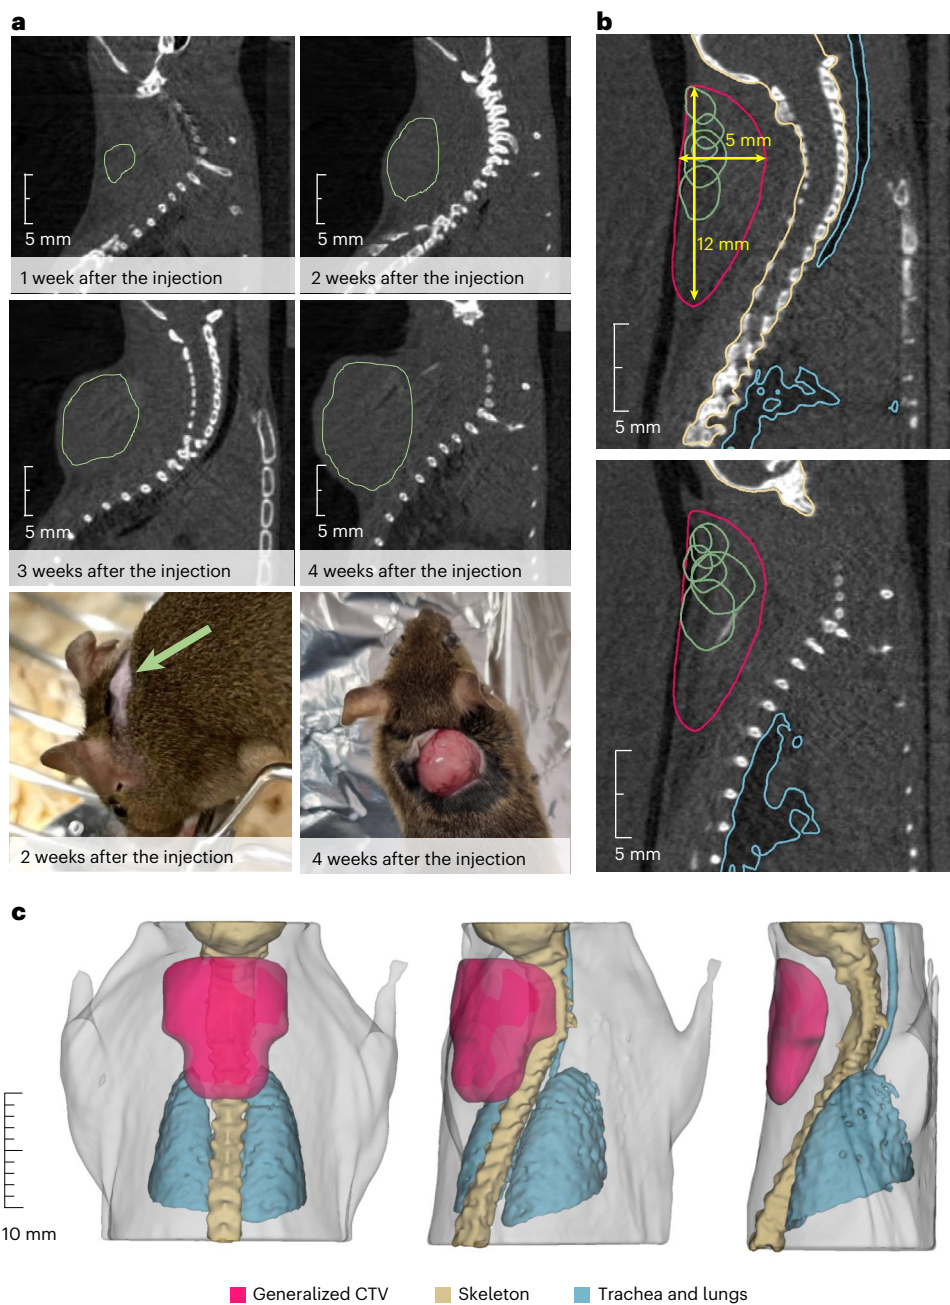 a
b
5 mm
5 mm
1 week after the injection
2 weeks after the injection
5 mm
12 mm
5 mm
5 mm
5 mm
3 weeks after the injection
4 weeks after the injection
2 weeks after the injection
4 weeks after the injection
5 mm
c
10 mm
Generalized CTV
Skeleton
Trachea and lungs